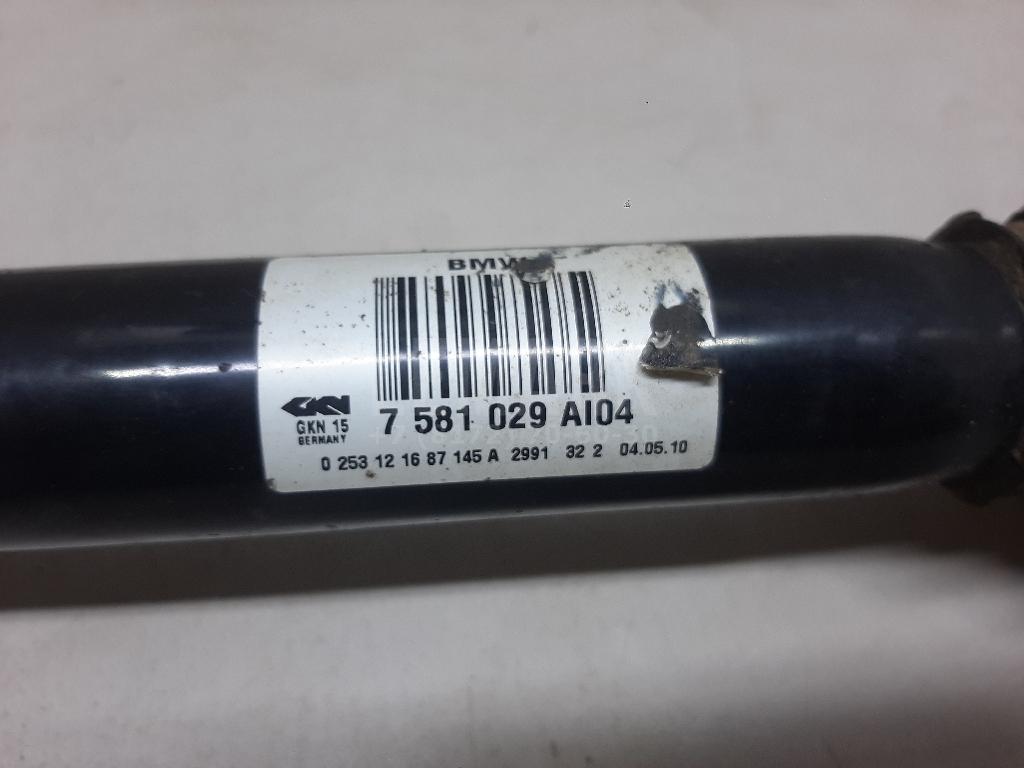 BMW
GKN
7 581 029 AI04
GKN 15
GERMANY
0 253 12 16 87 145 A 2991 32 2 04.05.10